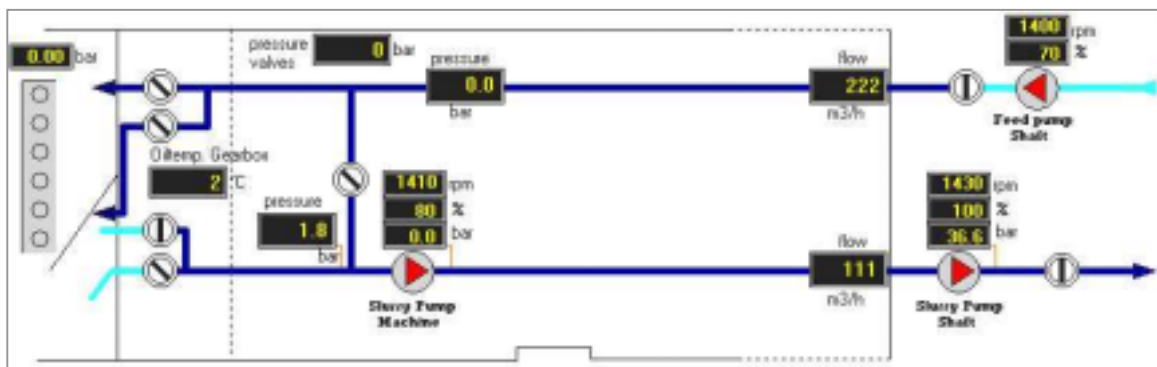 0.00 bar
pressure valves
0 bar
pressure
0.0
bar
flow
222
m3/h
1400 rpm
70 %
Feed pump
Shaft
Oiltemp. Gearbox
2 °C
pressure
1.8
bar
1410 rpm
80 %
0.0 bar
Slurry Pump
Machine
flow
111
m3/h
1430 rpm
100 %
36.6 bar
Slurry Pump
Shaft